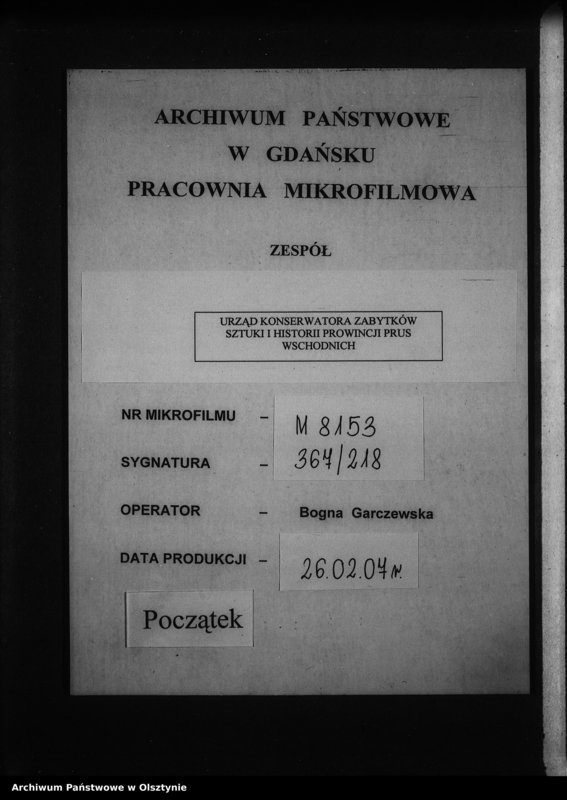 ARCHIWUM PAŃSTWOWE
W GDAŃSKU
PRACOWNIA MIKROFILMOWA
ZESPÓŁ
URZĄD KONSERWATORA ZABYTKÓW
SZTUKI I HISTORII PROWINCJI PRUS
WSCHODNICH
NR MIKROFILMU – M 8153
SYGNATURA – 367/218
OPERATOR – Bogna Garczewska
DATA PRODUKCJI – 26.02.07 r.
Początek
Archiwum Państwowe w Olsztynie